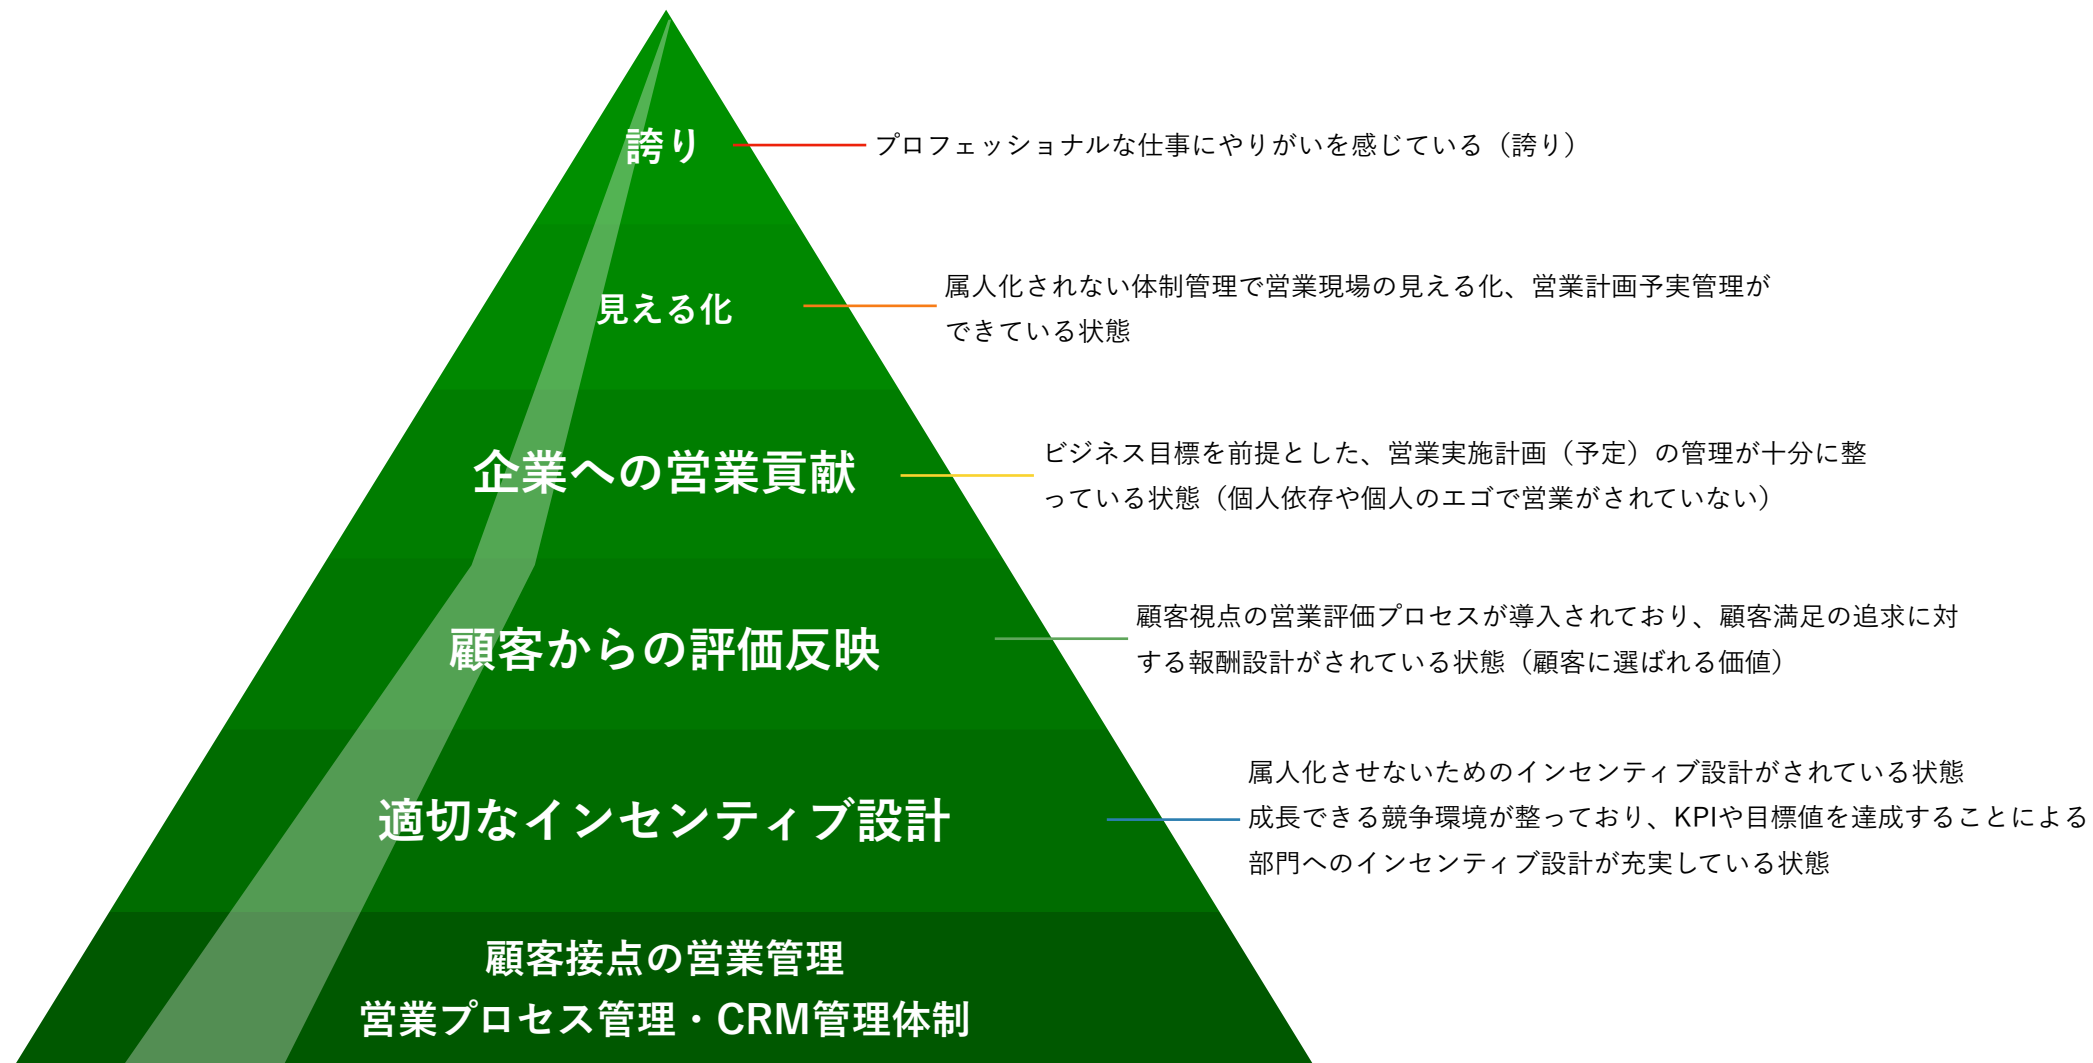 誇り
プロフェッショナルな仕事にやりがいを感じている（誇り）
見える化
属人化されない体制管理で営業現場の見える化、営業計画予実管理が
できている状態
企業への営業貢献
ビジネス目標を前提とした、営業実施計画（予定）の管理が十分に整
っている状態（個人依存や個人のエゴで営業がされていない）
顧客からの評価反映
顧客視点の営業評価プロセスが導入されており、顧客満足の追求に対
する報酬設計がされている状態（顧客に選ばれる価値）
適切なインセンティブ設計
属人化させないためのインセンティブ設計がされている状態
成長できる競争環境が整っており、KPIや目標値を達成することによる
部門へのインセンティブ設計が充実している状態
顧客接点の営業管理
営業プロセス管理・CRM管理体制